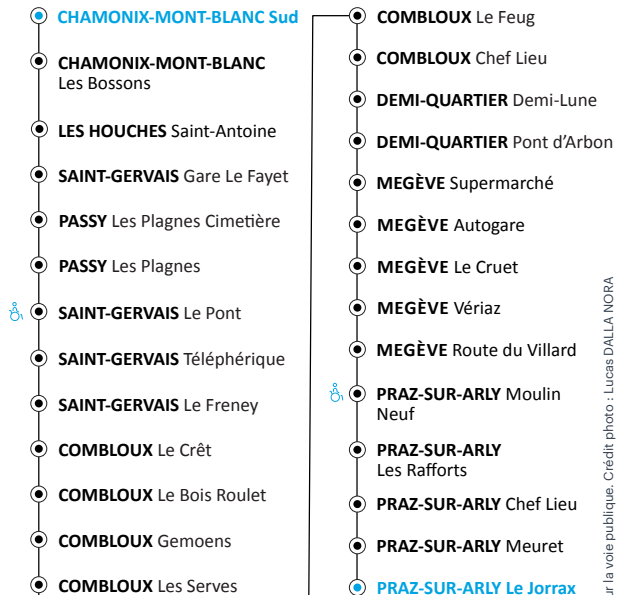 CHAMONIX-MONT-BLANC Sud
CHAMONIX-MONT-BLANC
Les Bossons
LES HOUCHES Saint-Antoine
SAINT-GERVAIS Gare Le Fayet
PASSY Les Plagnes Cimetière
PASSY Les Plagnes
SAINT-GERVAIS Le Pont
SAINT-GERVAIS Téléphérique
SAINT-GERVAIS Le Freney
COMBLOUX Le Crêt
COMBLOUX Le Bois Roulet
COMBLOUX Gemoens
COMBLOUX Les Serves
COMBLOUX Le Feug
COMBLOUX Chef Lieu
DEMI-QUARTIER Demi-Lune
DEMI-QUARTIER Pont d'Arbon
MEGÈVE Supermarché
MEGÈVE Autogare
MEGÈVE Le Cruet
MEGÈVE Vériaz
MEGÈVE Route du Villard
PRAZ-SUR-ARLY Moulin
Neuf
PRAZ-SUR-ARLY
Les Rafforts
PRAZ-SUR-ARLY Chef Lieu
PRAZ-SUR-ARLY Meuret
PRAZ-SUR-ARLY Le Jorrax
la voie publique. Crédit photo : Lucas DALLA NORA